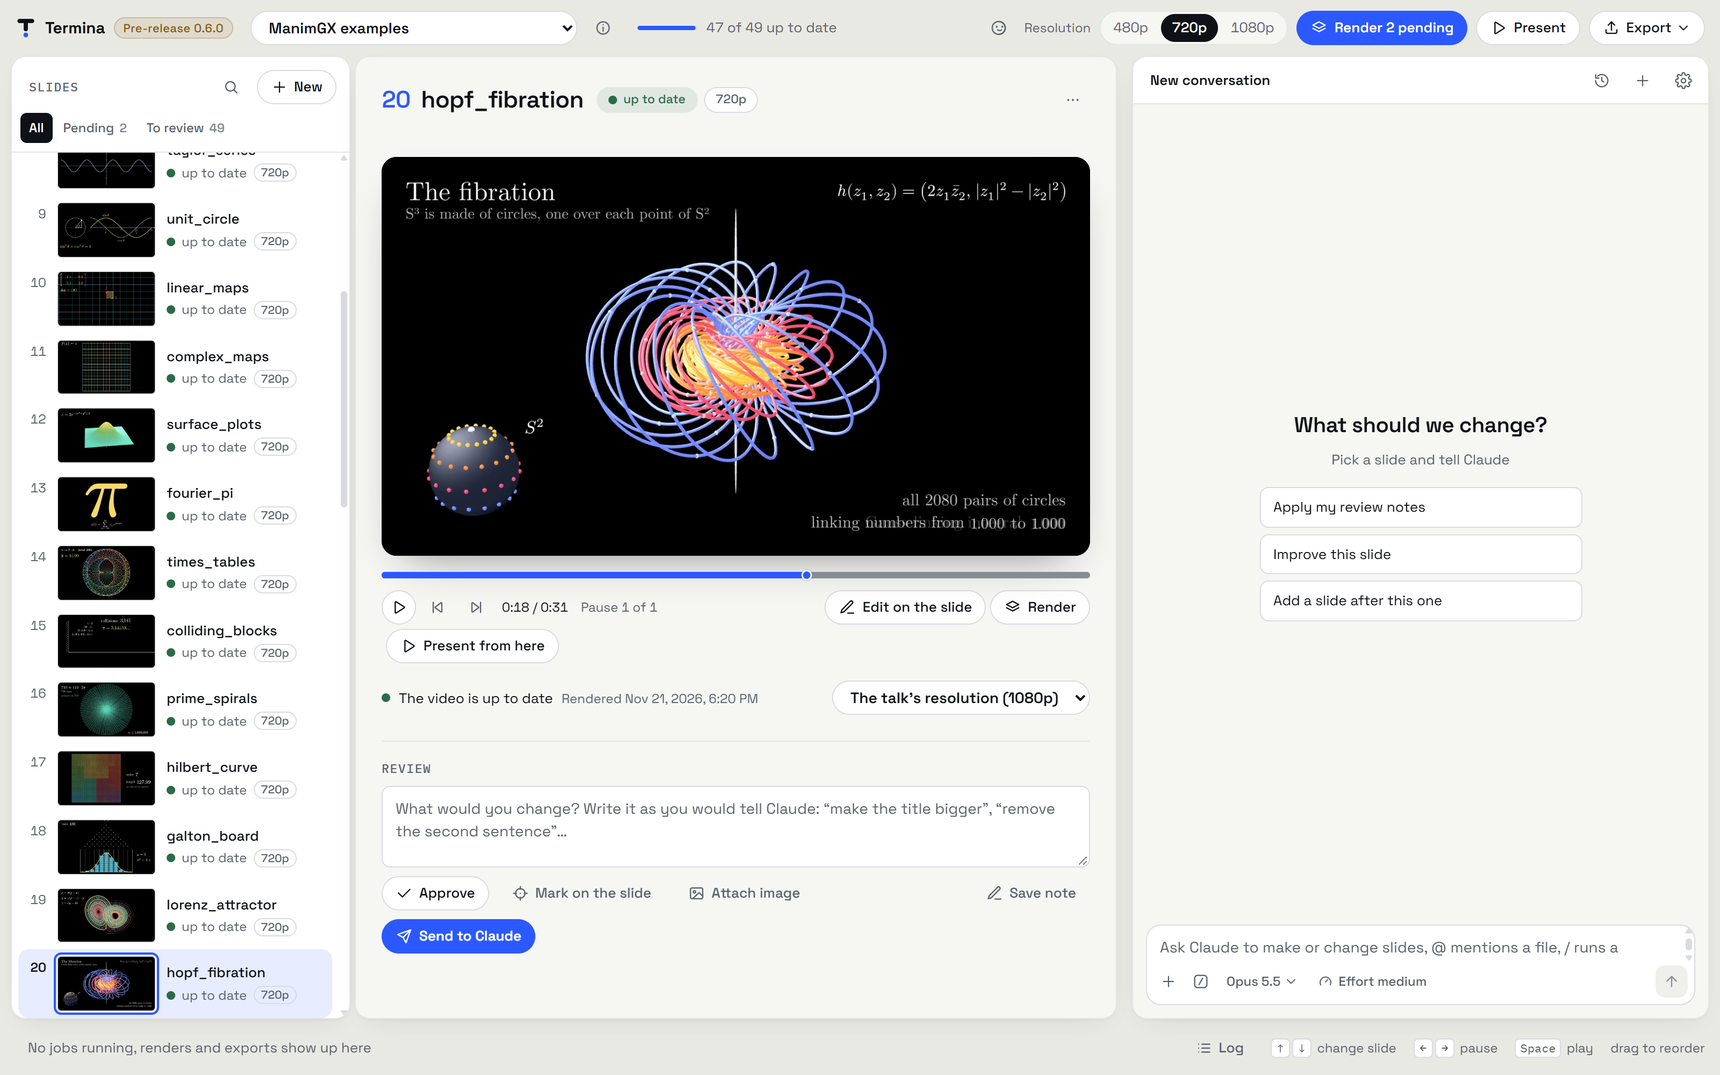 Termina
Pre-release 0.6.0
ManimGX examples
47 of 49 up to date
Resolution
480p
720p
1080p
Render 2 pending
Present
Export
SLIDES
New
All
Pending 2
To review 49
up to date 720p
9 unit_circle
up to date 720p
10 linear_maps
up to date 720p
11 complex_maps
up to date 720p
12 surface_plots
up to date 720p
13 fourier_pi
up to date 720p
14 times_tables
up to date 720p
15 colliding_blocks
up to date 720p
16 prime_spirals
up to date 720p
17 hilbert_curve
up to date 720p
18 galton_board
up to date 720p
19 lorenz_attractor
up to date 720p
20 hopf_fibration
up to date 720p
20 hopf_fibration
up to date
720p
The fibration
S³ is made of circles, one over each point of S²
h(z₁, z₂) = (2z₁z̄₂, |z₁|² − |z₂|²)
S²
all 2080 pairs of circles
linking numbers from 1.000 to 1.000
0:18 / 0:31
Pause 1 of 1
Edit on the slide
Render
Present from here
The video is up to date
Rendered Nov 21, 2026, 6:20 PM
The talk's resolution (1080p)
REVIEW
What would you change? Write it as you would tell Claude: “make the title bigger”, “remove
the second sentence”…
Approve
Mark on the slide
Attach image
Save note
Send to Claude
New conversation
What should we change?
Pick a slide and tell Claude
Apply my review notes
Improve this slide
Add a slide after this one
Ask Claude to make or change slides, @ mentions a file, / runs a
Opus 5.5
Effort medium
No jobs running, renders and exports show up here
Log
↑ ↓ change slide
← → pause
Space play
drag to reorder